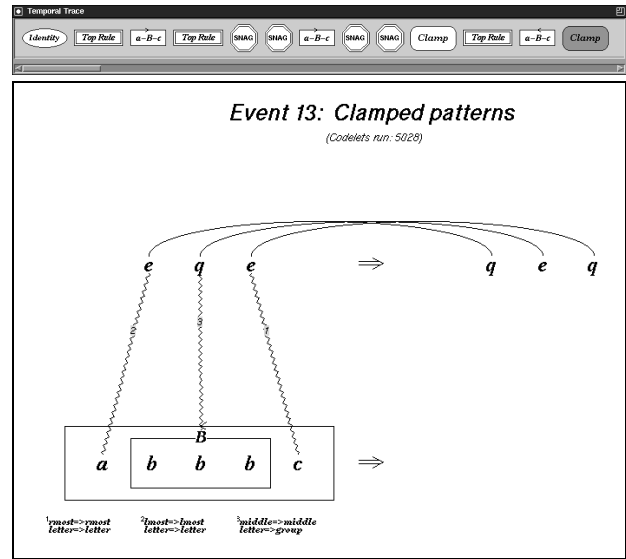 Temporal Trace
Identity Top Rule a-B-c Top Rule SNAG SNAG a-B-c SNAG SNAG Clamp Top Rule a-B-c Clamp
Event 13: Clamped patterns
(Codelets run: 5028)
e q e ⇒ q e q
2 3 1
B
a b b b c ⇒
1rmost=>rmost 2lmost=>lmost 3middle=>middle
letter=>letter letter=>letter letter=>group